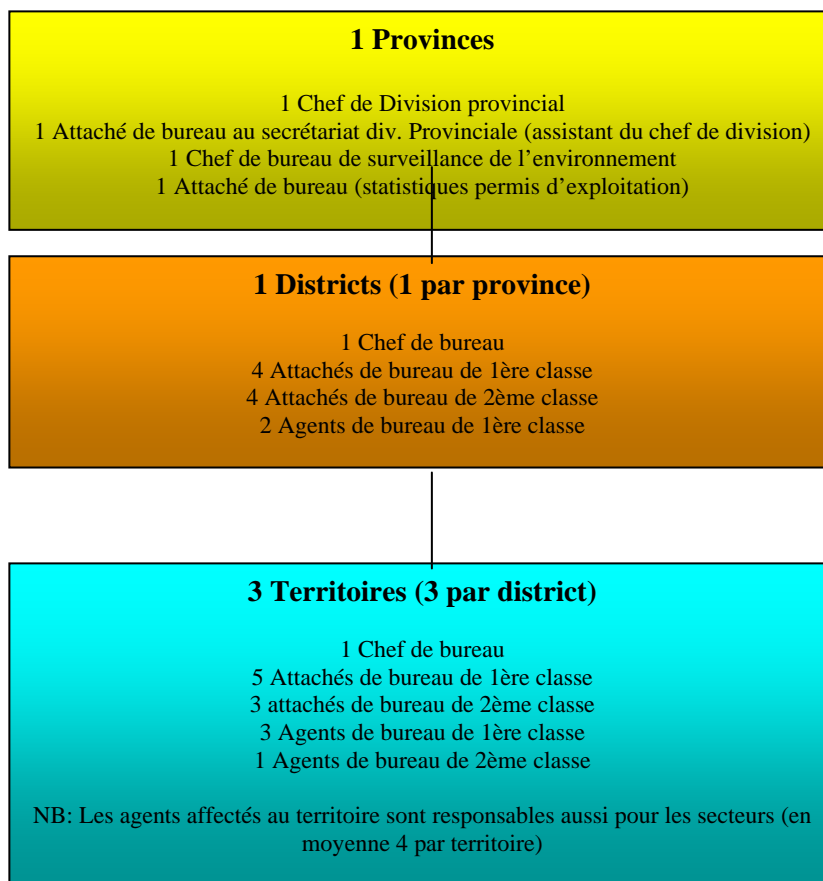 1 Provinces
1 Chef de Division provincial
1 Attaché de bureau au secrétariat div. Provinciale (assistant du chef de division)
1 Chef de bureau de surveillance de l’environnement
1 Attaché de bureau (statistiques permis d’exploitation)
1 Districts (1 par province)
1 Chef de bureau
4 Attachés de bureau de 1ère classe
4 Attachés de bureau de 2ème classe
2 Agents de bureau de 1ère classe
3 Territoires (3 par district)
1 Chef de bureau
5 Attachés de bureau de 1ère classe
3 attachés de bureau de 2ème classe
3 Agents de bureau de 1ère classe
1 Agents de bureau de 2ème classe
NB: Les agents affectés au territoire sont responsables aussi pour les secteurs (en
moyenne 4 par territoire)